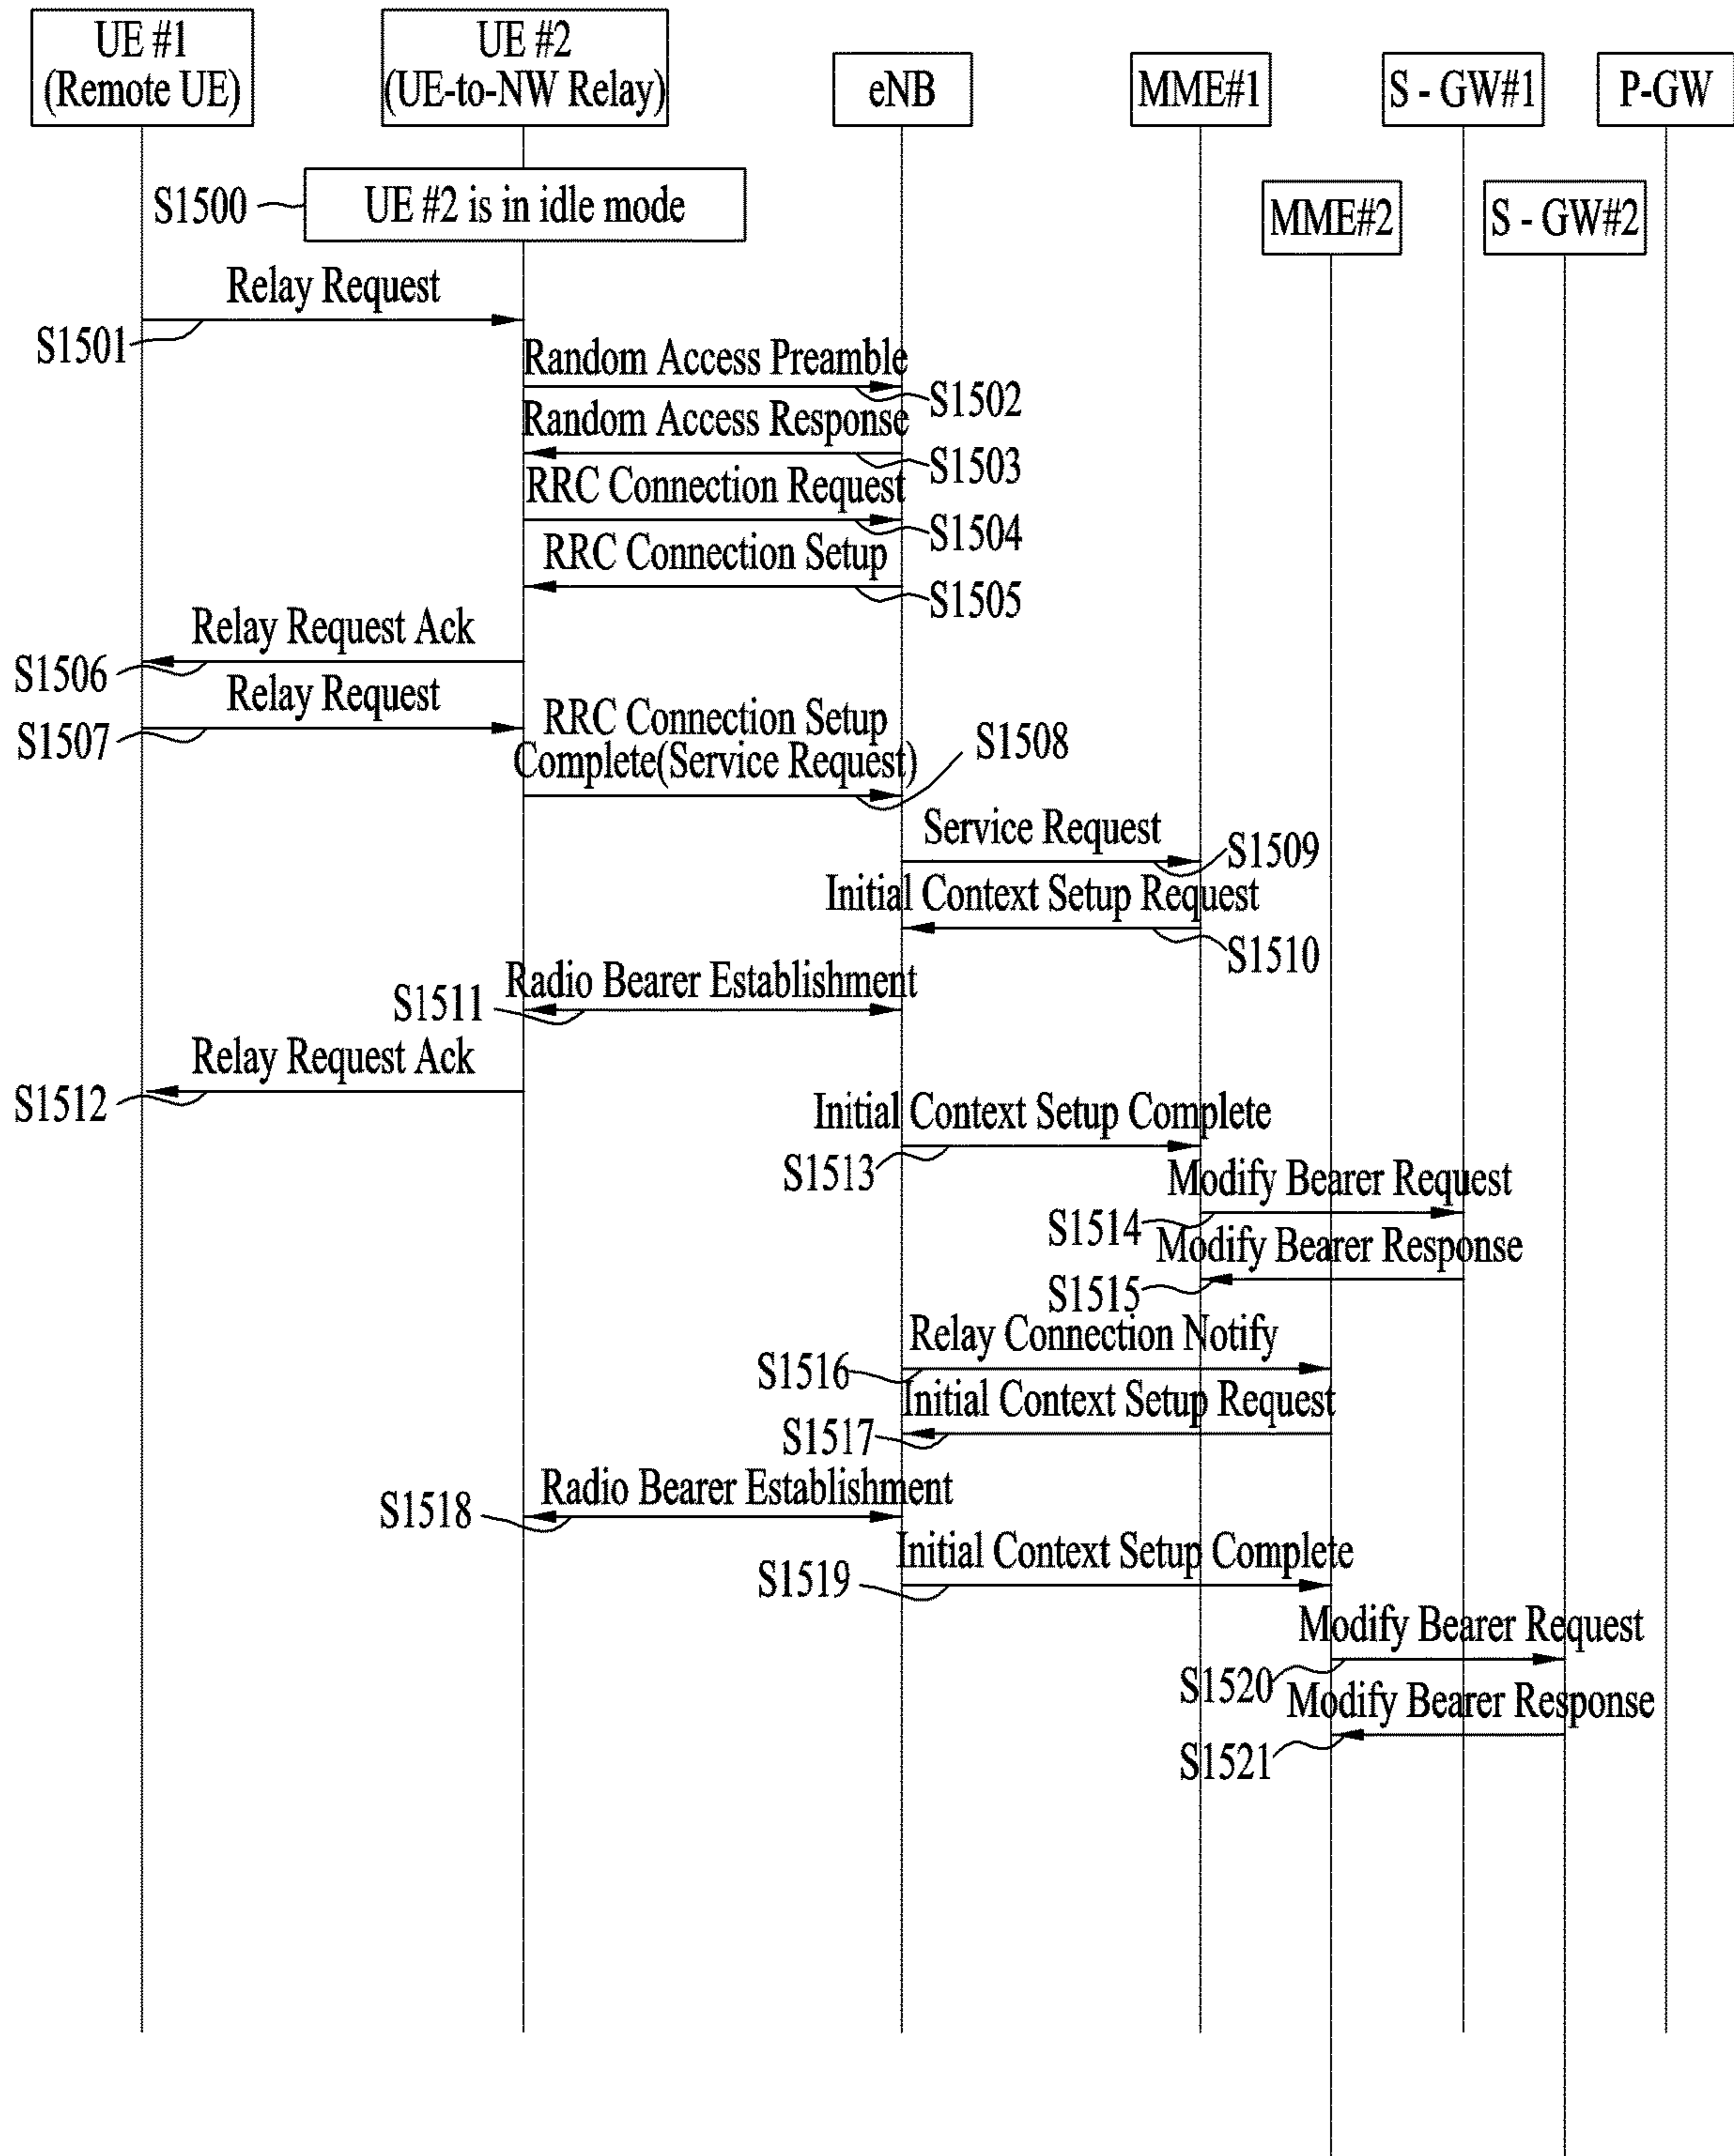 UE #1
(Remote UE)
UE #2
(UE-to-NW Relay)
eNB
MME#1
S - GW#1
P-GW
S1500
UE #2 is in idle mode
MME#2
S - GW#2
Relay Request
S1501
Random Access Preamble
S1502
Random Access Response
S1503
RRC Connection Request
S1504
RRC Connection Setup
S1505
Relay Request Ack
S1506
Relay Request
S1507
RRC Connection Setup
Complete(Service Request)
S1508
Service Request
S1509
Initial Context Setup Request
S1510
Radio Bearer Establishment
S1511
Relay Request Ack
S1512
Initial Context Setup Complete
S1513
Modify Bearer Request
S1514
Modify Bearer Response
S1515
Relay Connection Notify
S1516
Initial Context Setup Request
S1517
Radio Bearer Establishment
S1518
Initial Context Setup Complete
S1519
Modify Bearer Request
S1520
Modify Bearer Response
S1521